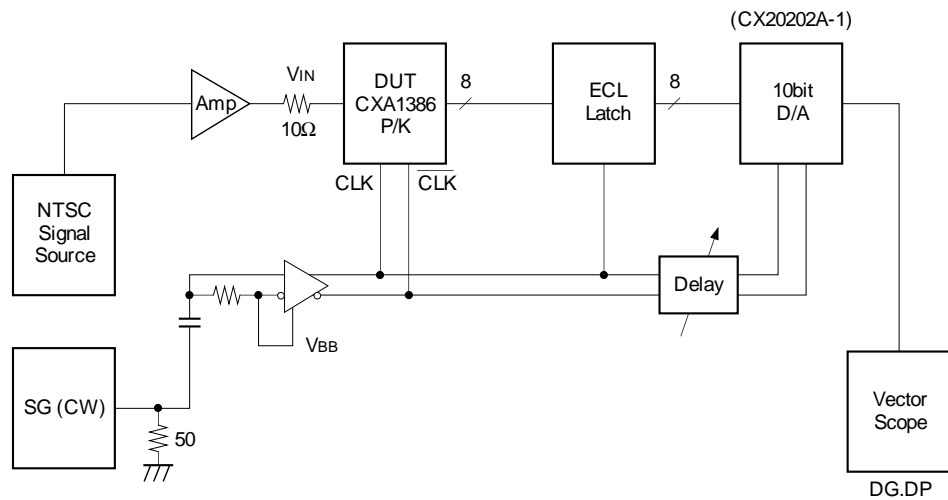 (CX20202A-1)
Amp
VIN
10Ω
DUT
CXA1386
P/K
8
ECL
Latch
8
10bit
D/A
CLK
CLK
NTSC
Signal
Source
Delay
VBB
SG (CW)
50
Vector
Scope
DG.DP